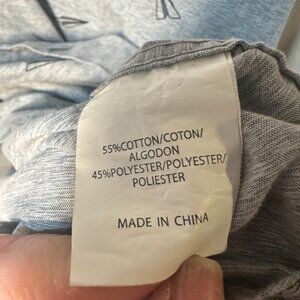 55%COTTON/COTON/
ALGODON
45%POLYESTER/POLYESTER/
POLIESTER
MADE IN CHINA